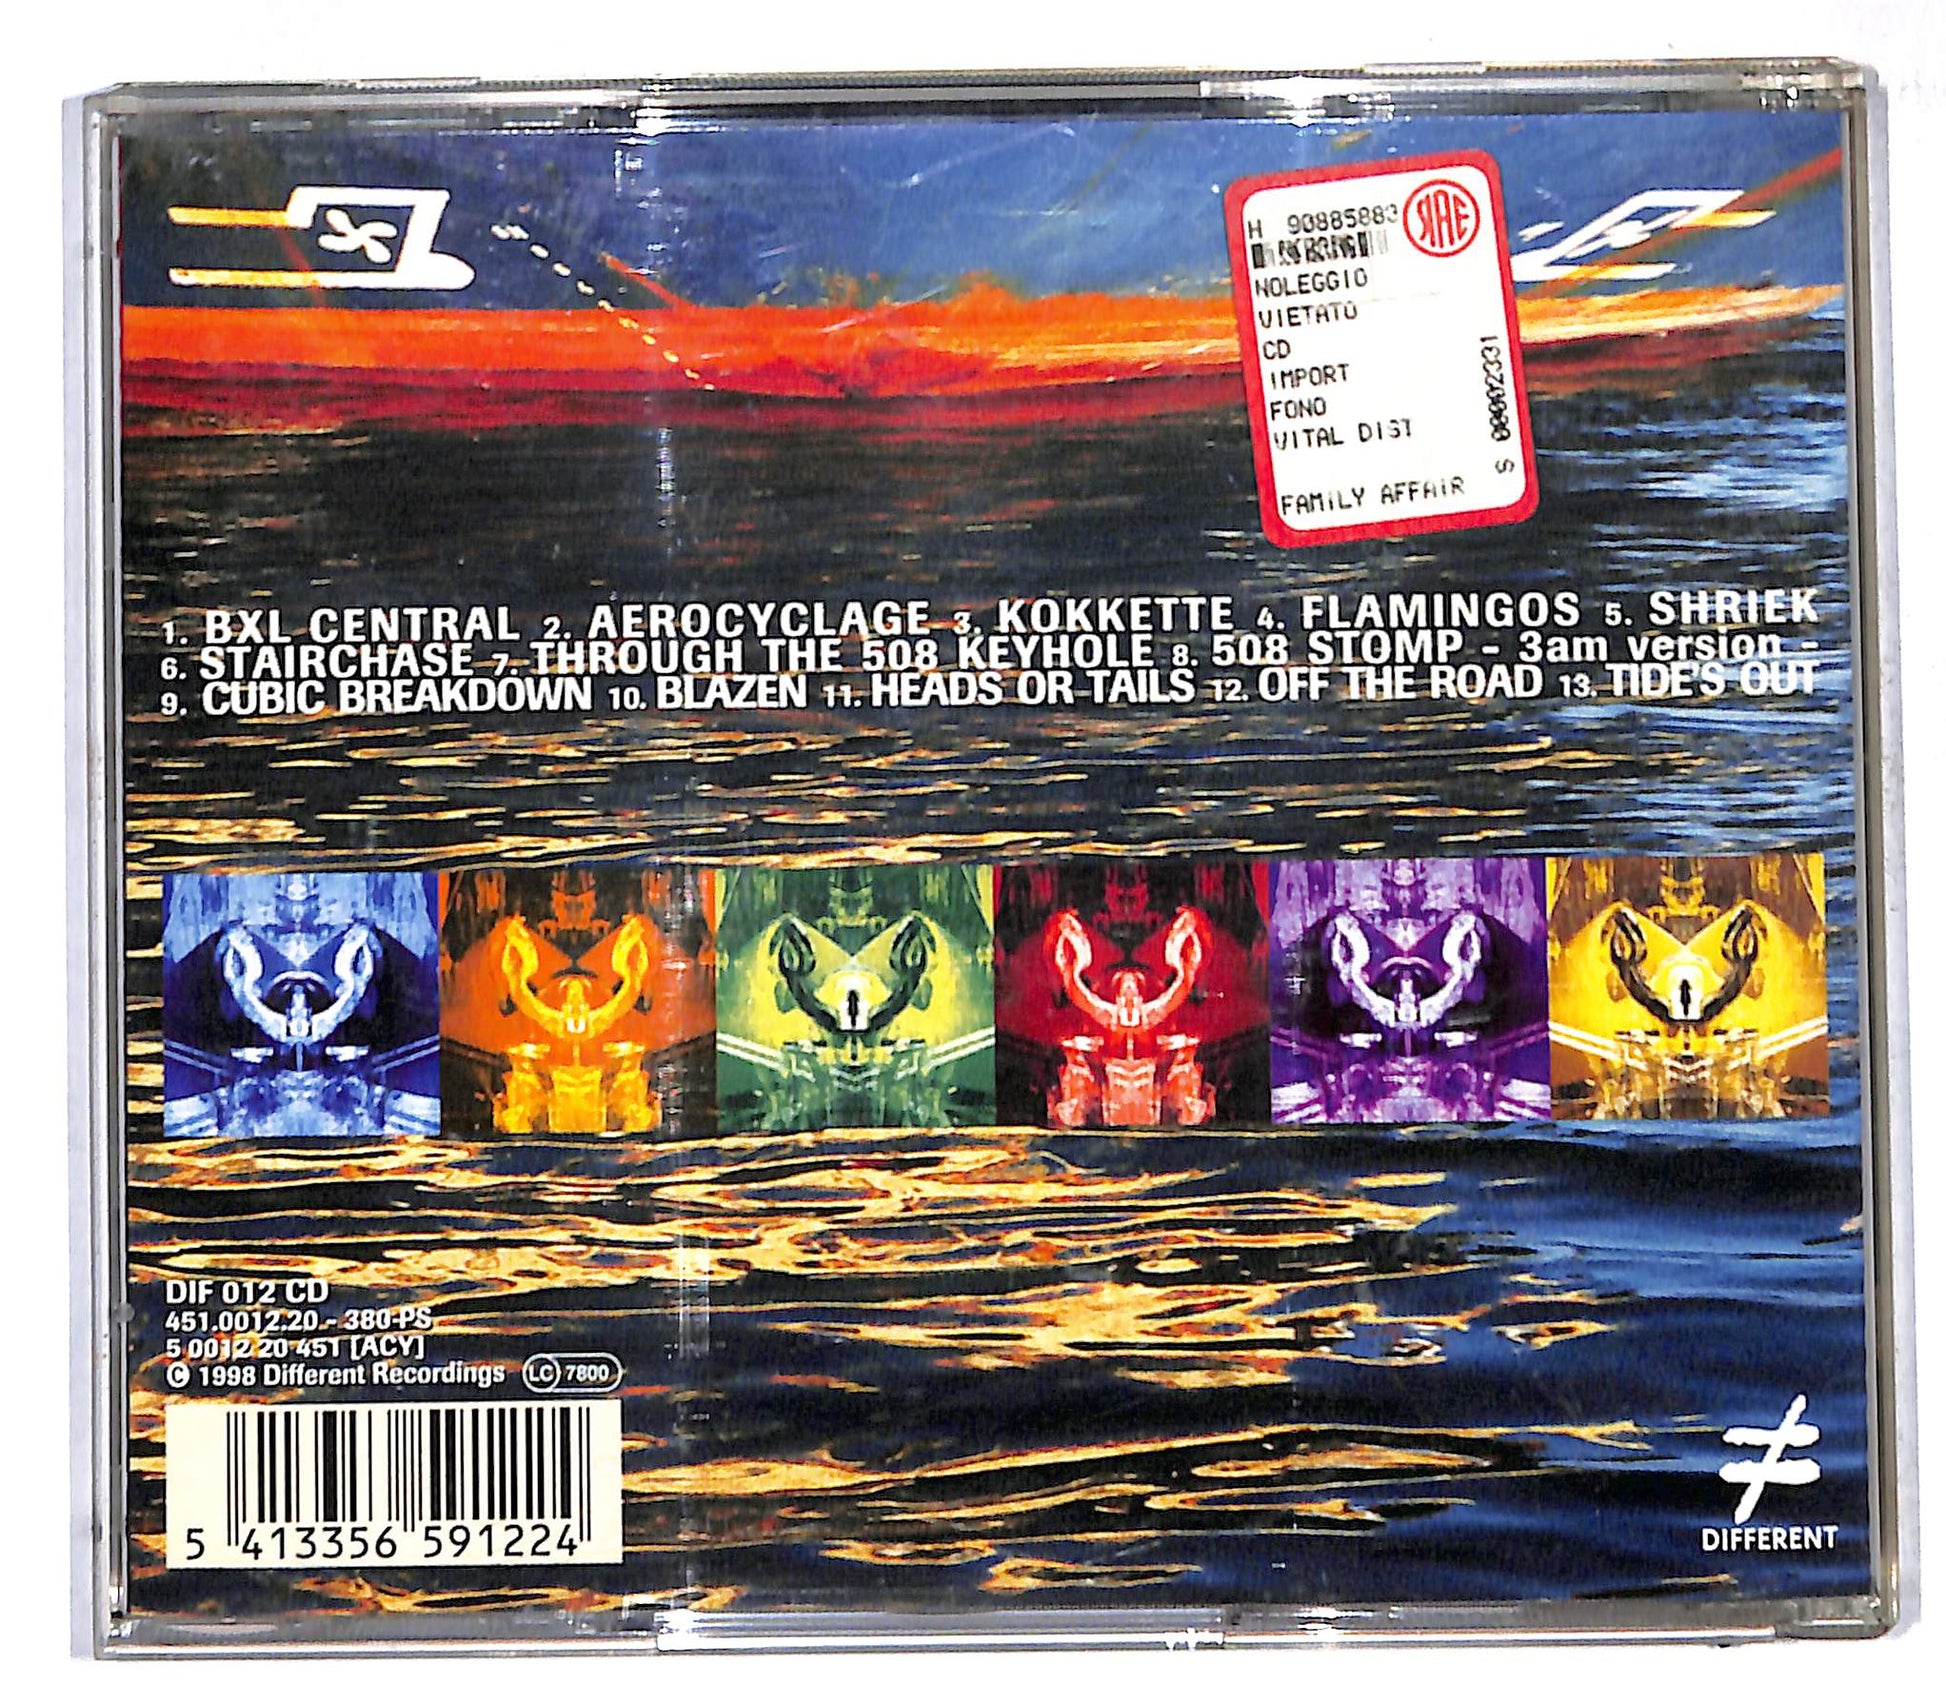 H 90885883
SIAE
NOLEGGIO
VIETATO
CD
IMPORT
FONO
VITAL DIST
FAMILY AFFAIR
S 00002331
1. BXL CENTRAL 2. AEROCYCLAGE 3. KOKKETTE 4. FLAMINGOS 5. SHRIEK
6. STAIRCHASE 7. THROUGH THE 508 KEYHOLE 8. 508 STOMP - 3am version -
9. CUBIC BREAKDOWN 10. BLAZEN 11. HEADS OR TAILS 12. OFF THE ROAD 13. TIDE'S OUT
DIF 012 CD
451.0012.20 - 380-PS
5 0012 20 451 [ACY]
© 1998 Different Recordings LC 7800
5 413356 591224
DIFFERENT